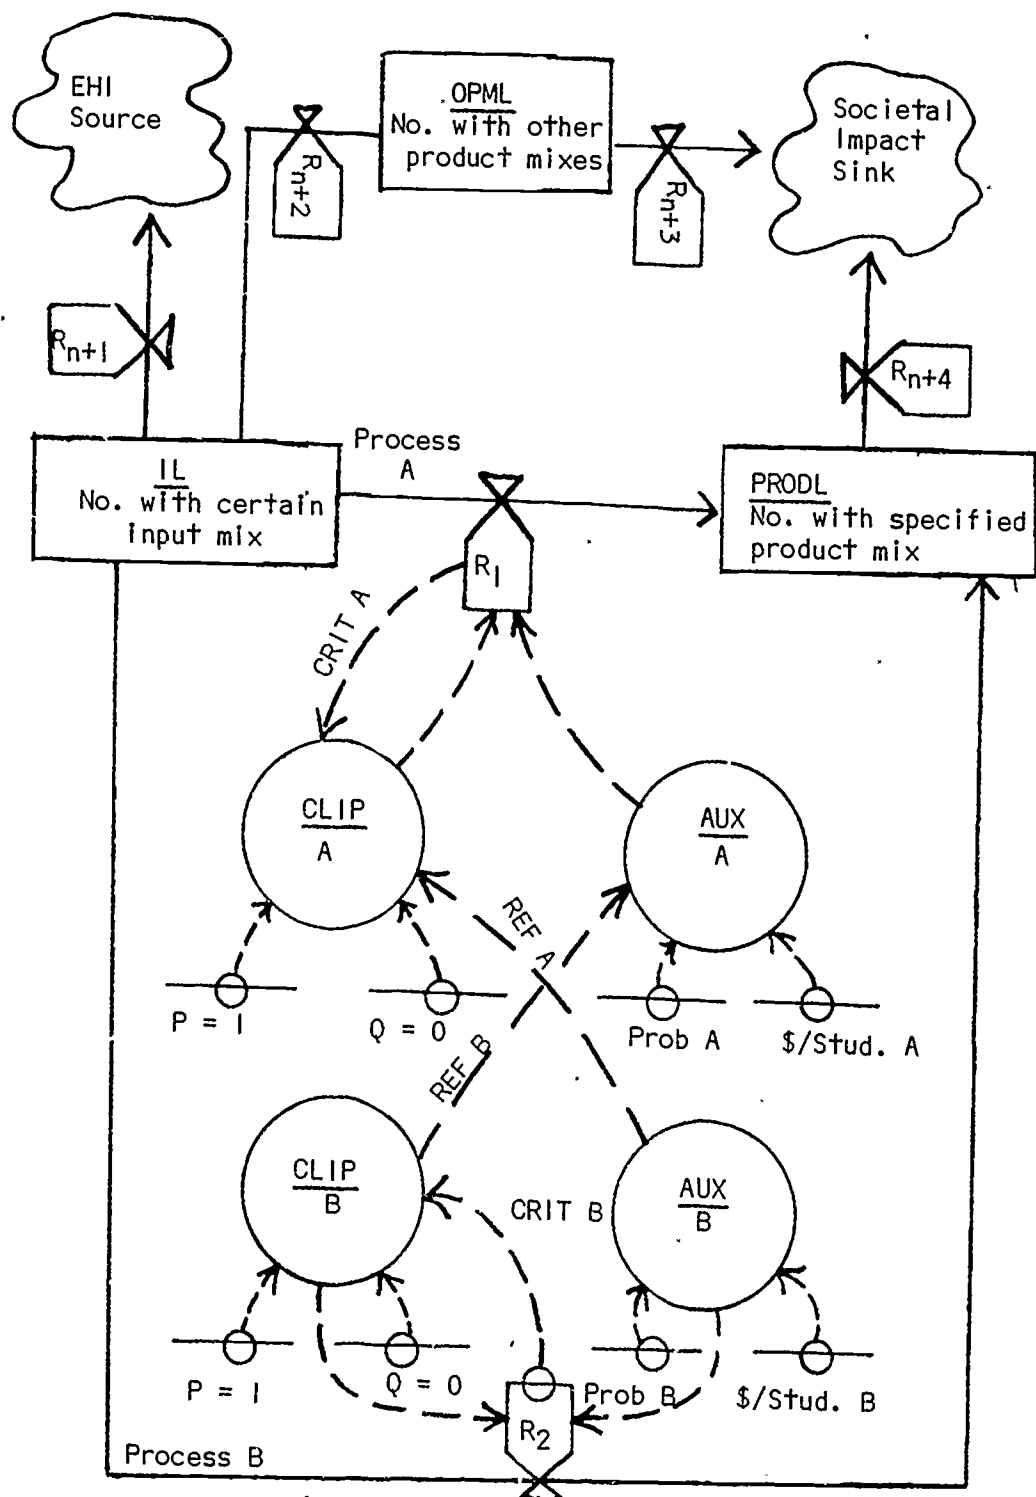 EHI
Source
OPML
No. with other
product mixes
Societal
Impact
Sink
Rn+2
Rn+3
Rn+1
Rn+4
Process
A
IL
No. with certain
input mix
PRODL
No. with specified
product mix
R1
CRIT A
CLIP
A
AUX
A
REF A
P = 1
Q = 0
Prob A
$/Stud. A
REF B
CLIP
B
CRIT B
AUX
B
P = 1
Q = 0
Prob B
$/Stud. B
R2
Process B